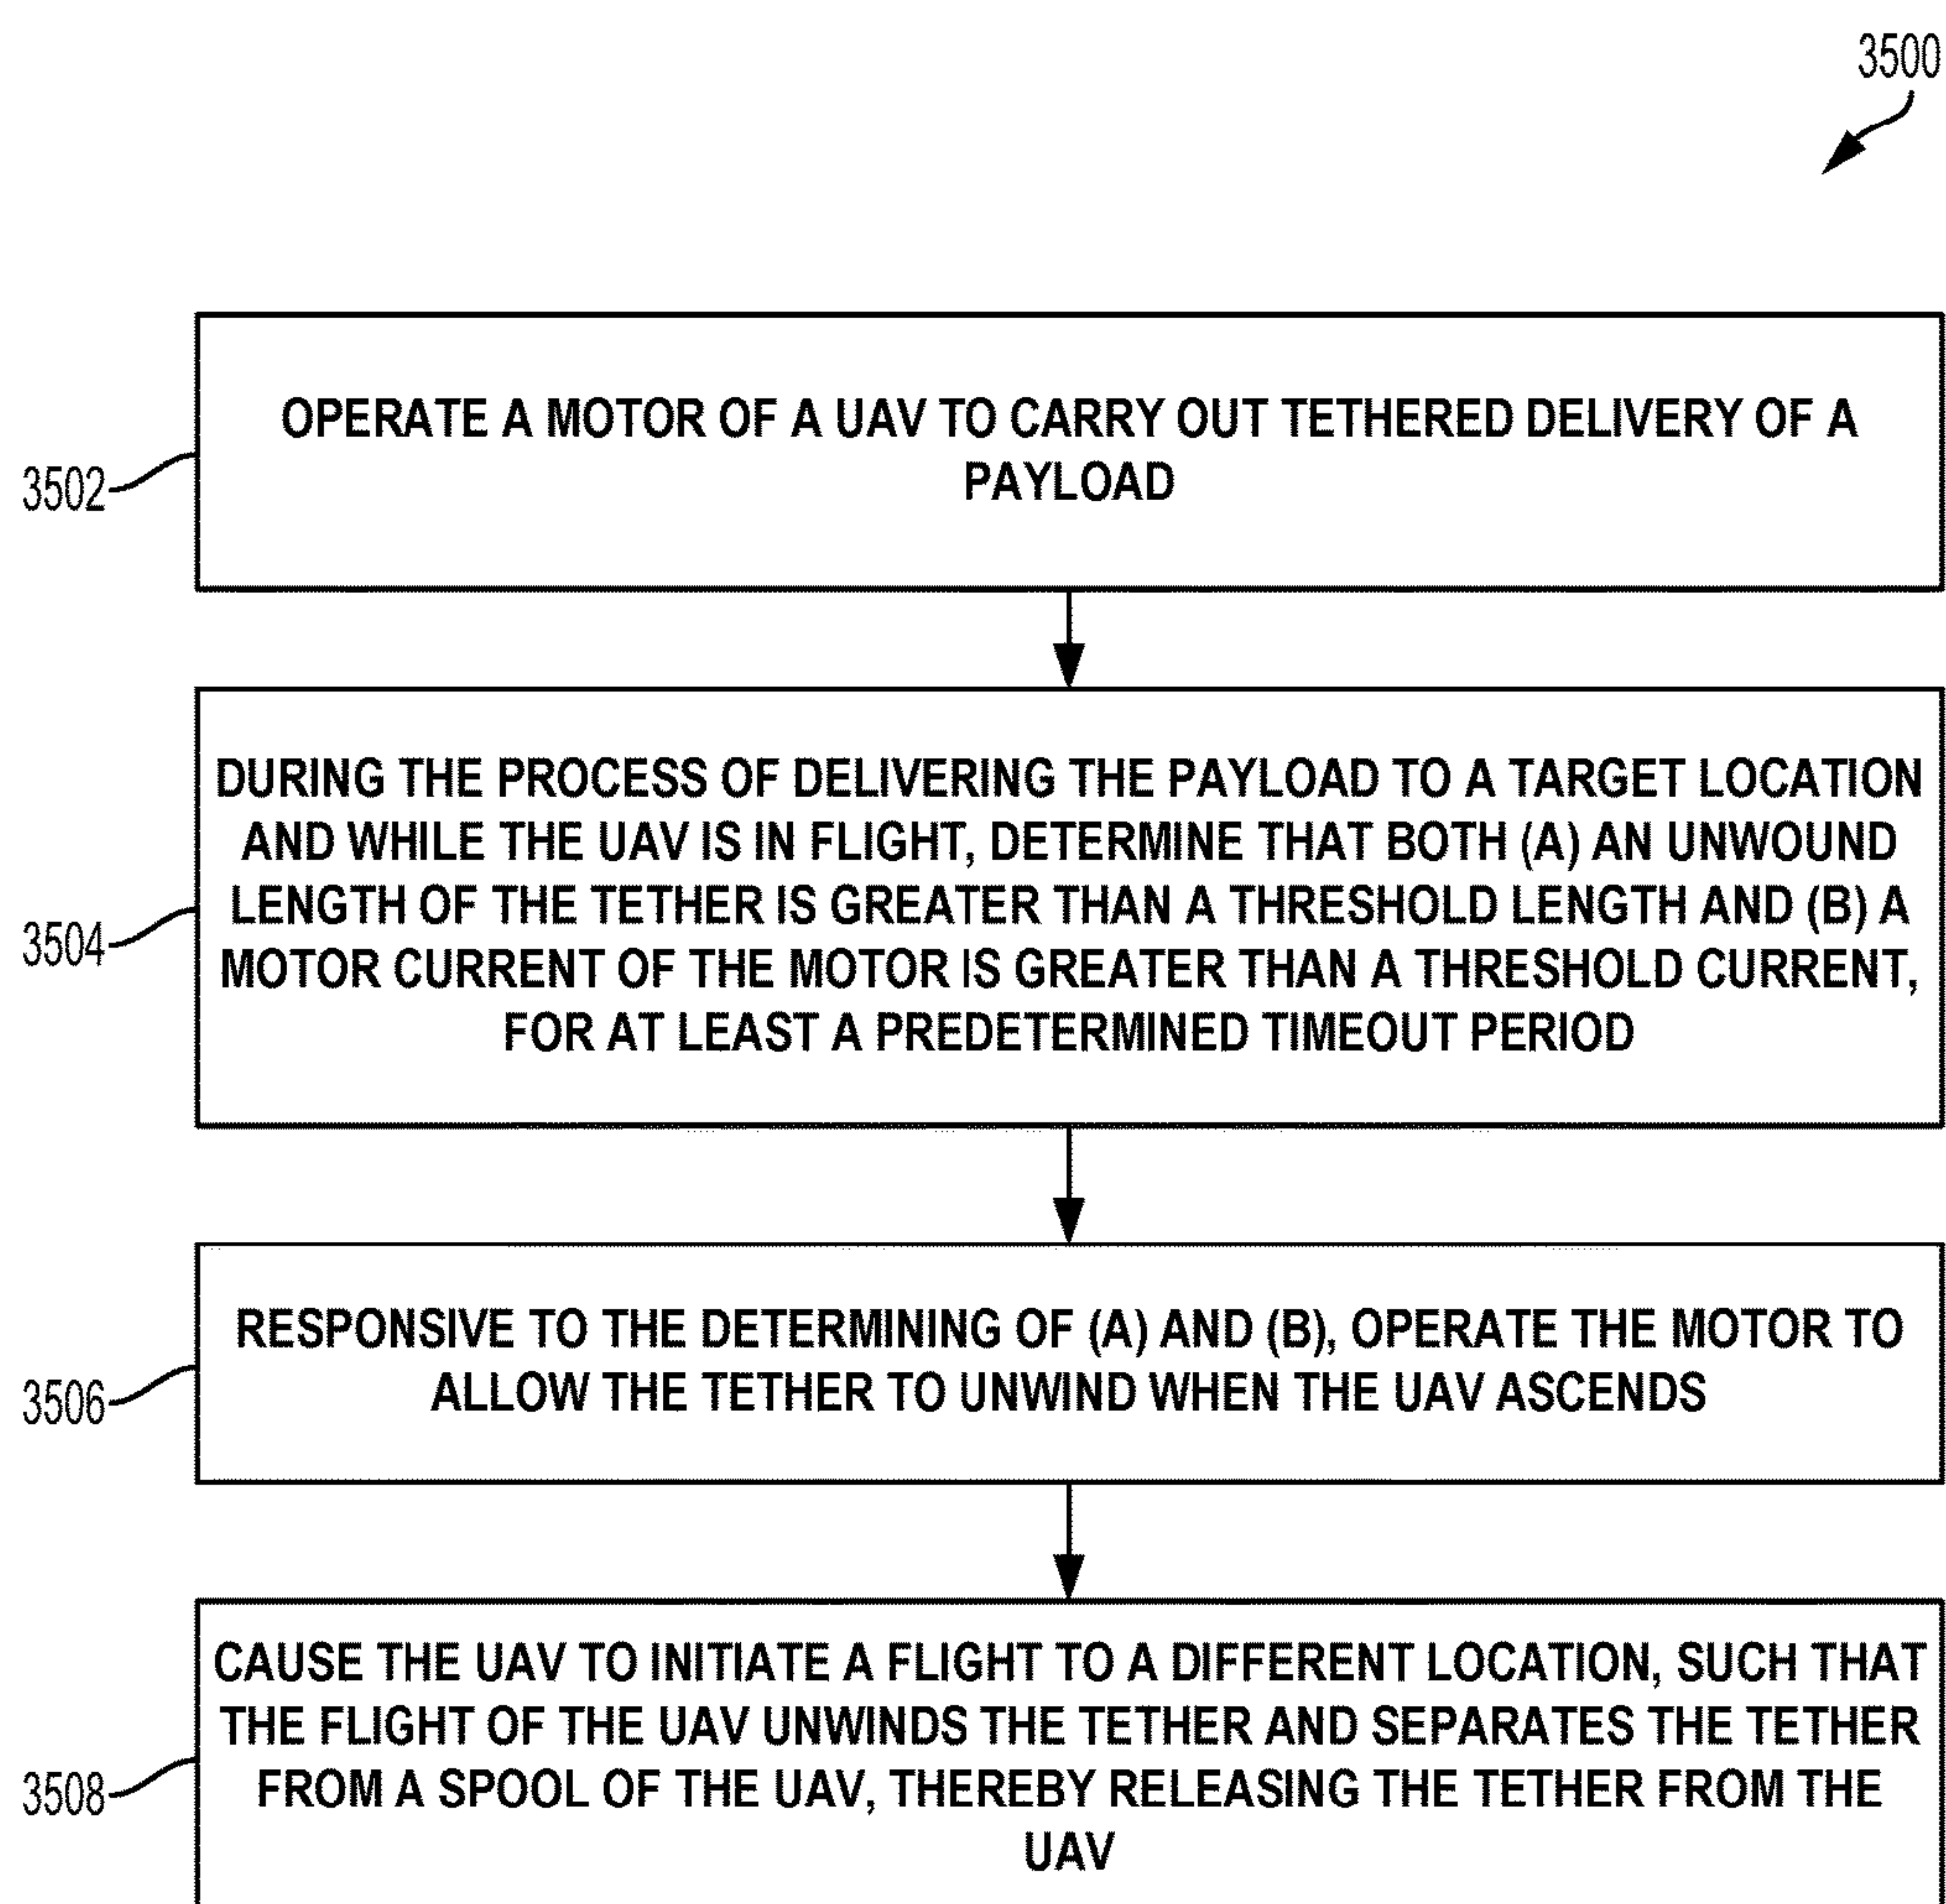 3500
OPERATE A MOTOR OF A UAV TO CARRY OUT TETHERED DELIVERY OF A
PAYLOAD
3502
DURING THE PROCESS OF DELIVERING THE PAYLOAD TO A TARGET LOCATION
AND WHILE THE UAV IS IN FLIGHT, DETERMINE THAT BOTH (A) AN UNWOUND
LENGTH OF THE TETHER IS GREATER THAN A THRESHOLD LENGTH AND (B) A
MOTOR CURRENT OF THE MOTOR IS GREATER THAN A THRESHOLD CURRENT,
FOR AT LEAST A PREDETERMINED TIMEOUT PERIOD
3504
RESPONSIVE TO THE DETERMINING OF (A) AND (B), OPERATE THE MOTOR TO
ALLOW THE TETHER TO UNWIND WHEN THE UAV ASCENDS
3506
CAUSE THE UAV TO INITIATE A FLIGHT TO A DIFFERENT LOCATION, SUCH THAT
THE FLIGHT OF THE UAV UNWINDS THE TETHER AND SEPARATES THE TETHER
FROM A SPOOL OF THE UAV, THEREBY RELEASING THE TETHER FROM THE
UAV
3508